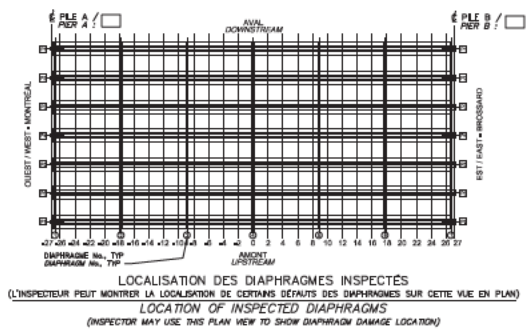 ℄ PILE A /
PIER A :
AVAL
DOWNSTREAM
℄ PILE B /
PIER B :
OUEST / WEST - MONTRÉAL
EST / EAST - BROSSARD
-27 -26 -24 -22 -20 -18 -16 -14 -12 -10 -8 -6 -4 -2 0 2 4 6 8 10 12 14 16 18 20 22 24 26 27
DIAPHRAGME No., TYP
DIAPHRAGM No., TYP
AMONT
UPSTREAM
LOCALISATION DES DIAPHRAGMES INSPECTÉS
(L'INSPECTEUR PEUT MONTRER LA LOCALISATION DE CERTAINS DÉFAUTS DES DIAPHRAGMES SUR CETTE VUE EN PLAN)
LOCATION OF INSPECTED DIAPHRAGMS
(INSPECTOR MAY USE THIS PLAN VIEW TO SHOW DIAPHRAGM DAMAGE LOCATION)